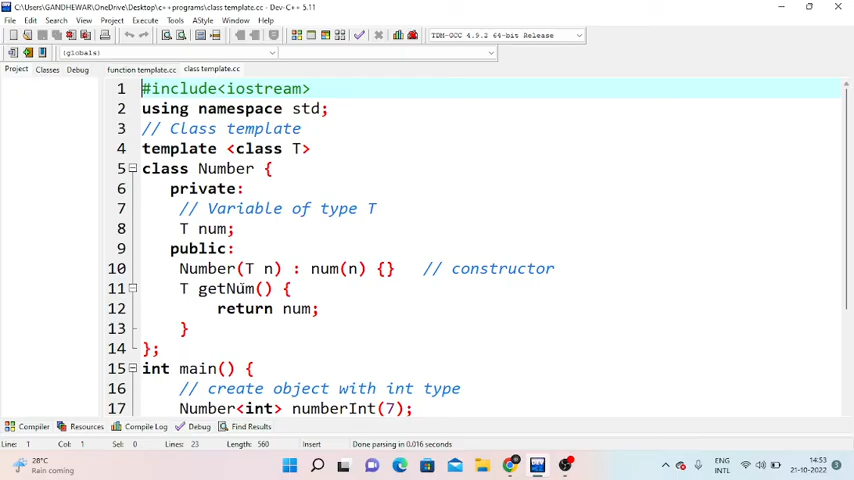 C:\Users\GANDHEWAR\OneDrive\Desktop\c++programs\class template.cc - Dev-C++ 5.11
File Edit Search View Project Execute Tools AStyle Window Help
TDM-GCC 4.9.2 64-bit Release
(globals)
Project Classes Debug function template.cc class template.cc
1 #include<iostream>
2 using namespace std;
3 // Class template
4 template <class T>
5 class Number {
6 private:
7 // Variable of type T
8 T num;
9 public:
10 Number(T n) : num(n) {} // constructor
11 T getNum() {
12 return num;
13 }
14 };
15 int main() {
16 // create object with int type
17 Number<int> numberInt(7);
Compiler Resources Compile Log Debug Find Results
Line: 1 Col: 1 Sel: 0 Lines: 23 Length: 560 Insert Done parsing in 0.016 seconds
28°C
Rain coming
ENG
INTL
14:53
21-10-2022
3